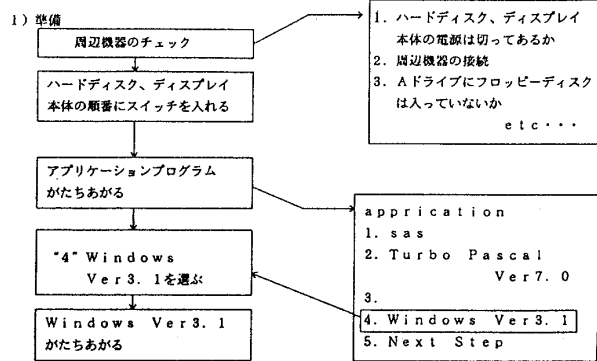 1）準備
周辺機器のチェック
ハードディスク、ディスプレイ
本体の順番にスイッチを入れる
アプリケーションプログラム
がたちあがる
“4”Windows
Ver3.1を選ぶ
Windows Ver3.1
がたちあがる
1. ハードディスク、ディスプレイ
本体の電源は切ってあるか
2. 周辺機器の接続
3. Aドライブにフロッピーディスク
は入っていないか
etc・・・
apprication
1. sas
2. Turbo Pascal
Ver7.0
3.
4. Windows Ver3.1
5. Next Step